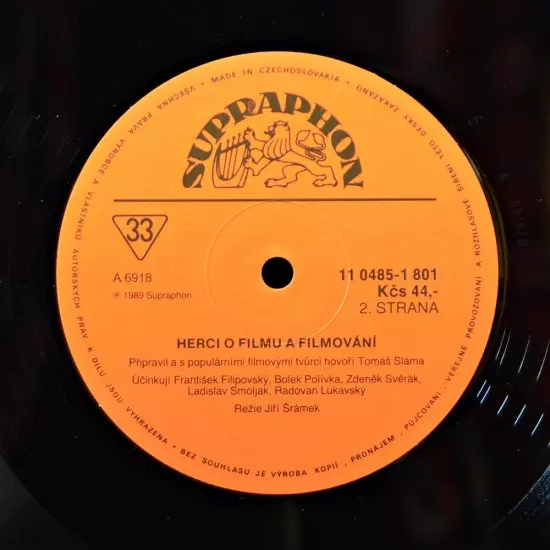 SUPRAPHON
• MADE IN CZECHOSLOVAKIA •
VŠECHNA PRÁVA VÝROBCE A VLASTNÍKŮ AUTORSKÝCH PRÁV K DÍLU JSOU VYHRAZENA • BEZ SOUHLASU JE VÝROBA KOPIÍ, PRONÁJEM, PŮJČOVÁNÍ, VEŘEJNÉ PROVOZOVÁNÍ A ROZHLASOVÉ ŠÍŘENÍ TÉTO DESKY ZAKÁZÁNO
33
A 6918
℗ 1989 Supraphon
11 0485-1 801
Kčs 44,-
2. STRANA
HERCI O FILMU A FILMOVÁNÍ
Připravil a s populárními filmovými tvůrci hovoří Tomáš Sláma
Účinkují František Filipovský, Bolek Polívka, Zdeněk Svěrák,
Ladislav Smoljak, Radovan Lukavský
Režie Jiří Šrámek